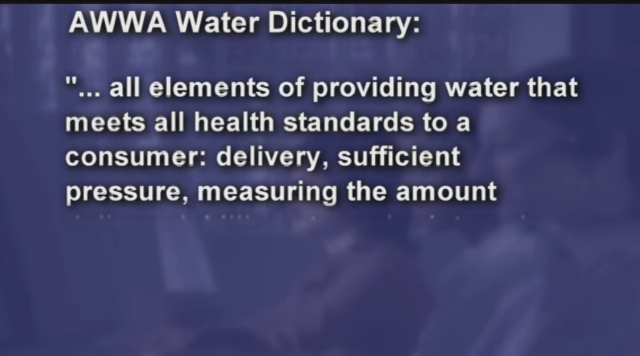 AWWA Water Dictionary:
"... all elements of providing water that
meets all health standards to a
consumer: delivery, sufficient
pressure, measuring the amount